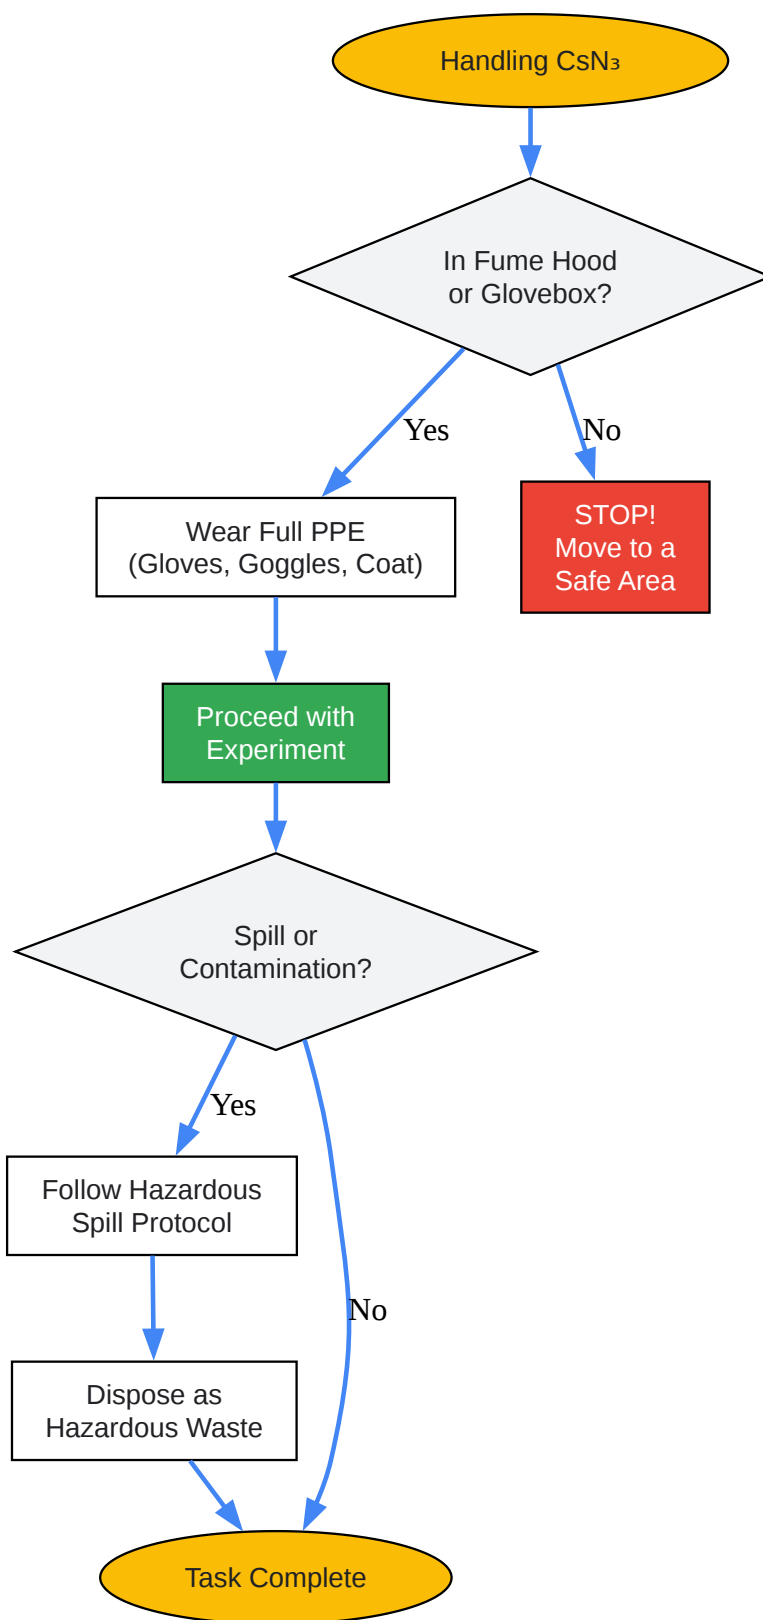 Handling CsN₃
In Fume Hood
or Glovebox?
Yes
No
Wear Full PPE
(Gloves, Goggles, Coat)
STOP!
Move to a
Safe Area
Proceed with
Experiment
Spill or
Contamination?
Yes
Follow Hazardous
Spill Protocol
No
Dispose as
Hazardous Waste
Task Complete